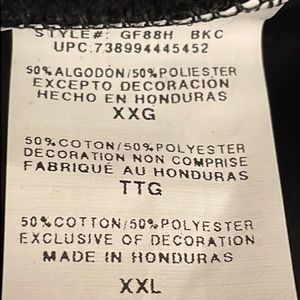 STYLE#: GF88H BKC
UPC:738994445452
50%ALGODÓN/50%POLIESTER
EXCEPTO DECORACIÓN
HECHO EN HONDURAS
XXG
50%COTON/50%POLYESTER
DECORATION NON COMPRISE
FABRIQUÉ AU HONDURAS
TTG
50%COTTON/50%POLYESTER
EXCLUSIVE OF DECORATION
MADE IN HONDURAS
XXL